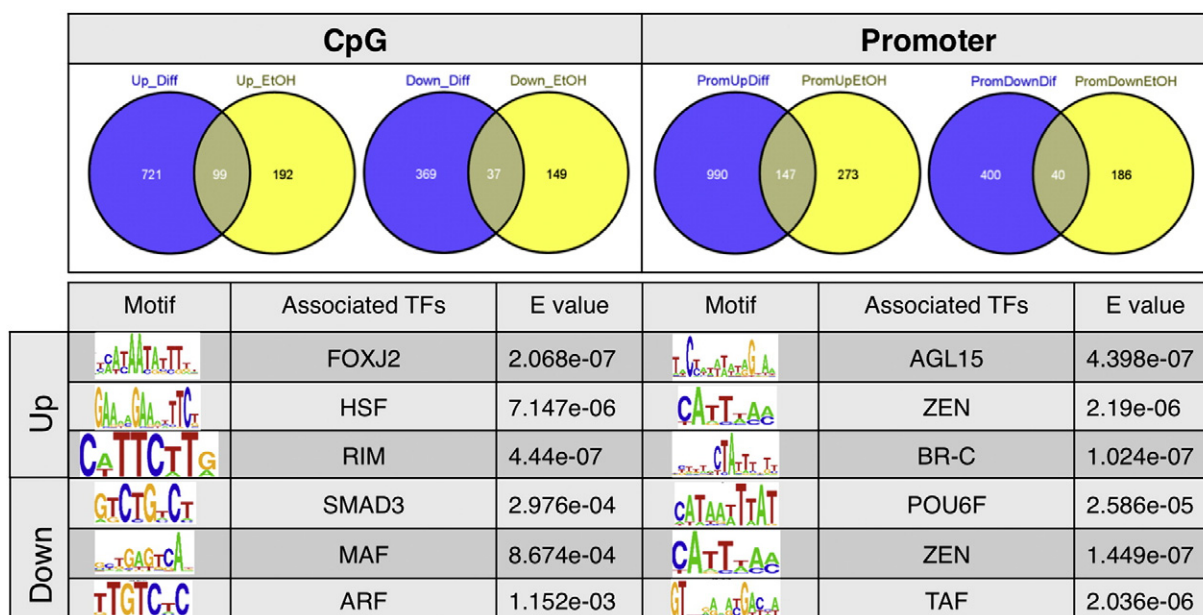 CpG Promoter
Up_Diff Up_EtOH Down_Diff Down_EtOH PromUpDiff PromUpEtOH PromDownDif PromDownEtOH
721 99 192 369 37 149 990 147 273 400 40 186
Motif Associated TFs E value Motif Associated TFs E value
Up
FOXJ2 2.068e-07 AGL15 4.398e-07
HSF 7.147e-06 ZEN 2.19e-06
RIM 4.44e-07 BR-C 1.024e-07
Down
SMAD3 2.976e-04 POU6F 2.586e-05
MAF 8.674e-04 ZEN 1.449e-07
ARF 1.152e-03 TAF 2.036e-06